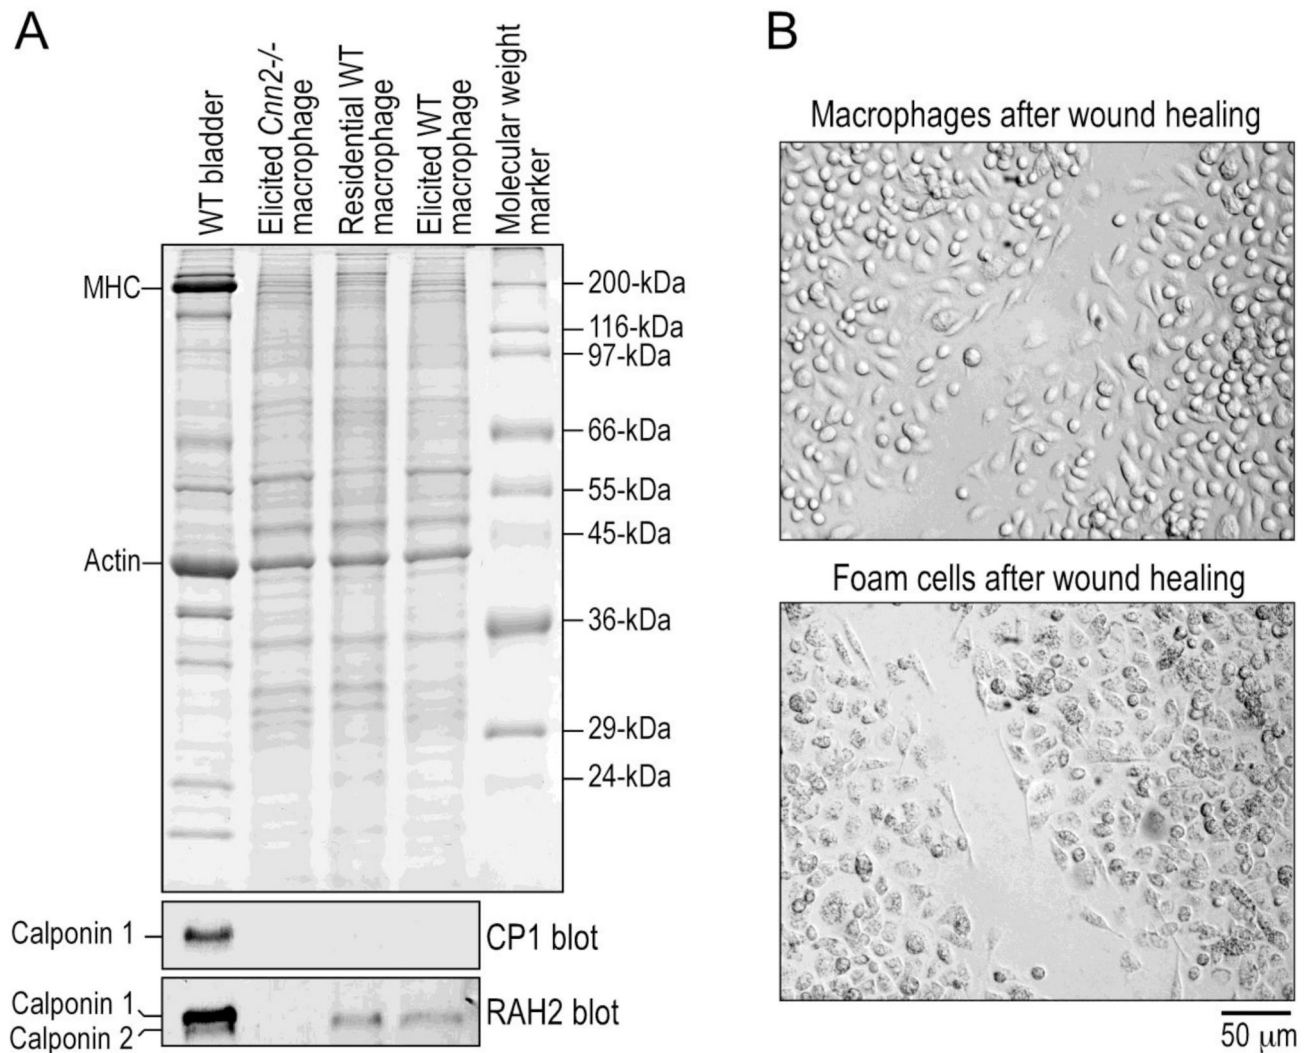 A
WT bladder
Elicited Cnn2-/-
macrophage
Residential WT
macrophage
Elicited WT
macrophage
Molecular weight
marker
MHC
Actin
200-kDa
116-kDa
97-kDa
66-kDa
55-kDa
45-kDa
36-kDa
29-kDa
24-kDa
Calponin 1
CP1 blot
Calponin 1
Calponin 2
RAH2 blot
B
Macrophages after wound healing
Foam cells after wound healing
50 μm